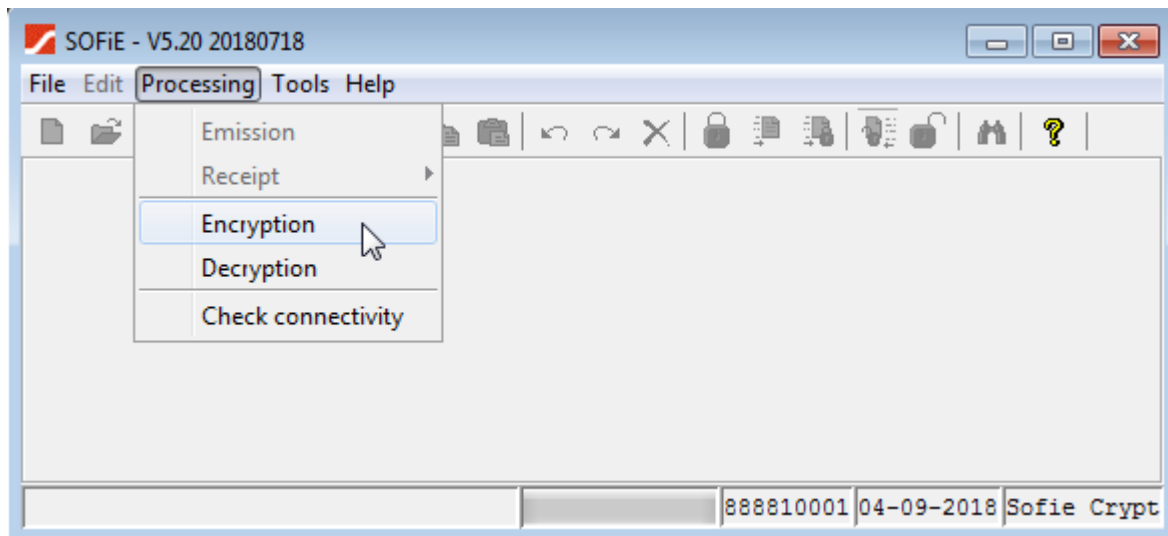 SOFiE - V5.20 20180718
File Edit Processing Tools Help
Emission
Receipt
Encryption
Decryption
Check connectivity
888810001 04-09-2018 Sofie Crypt